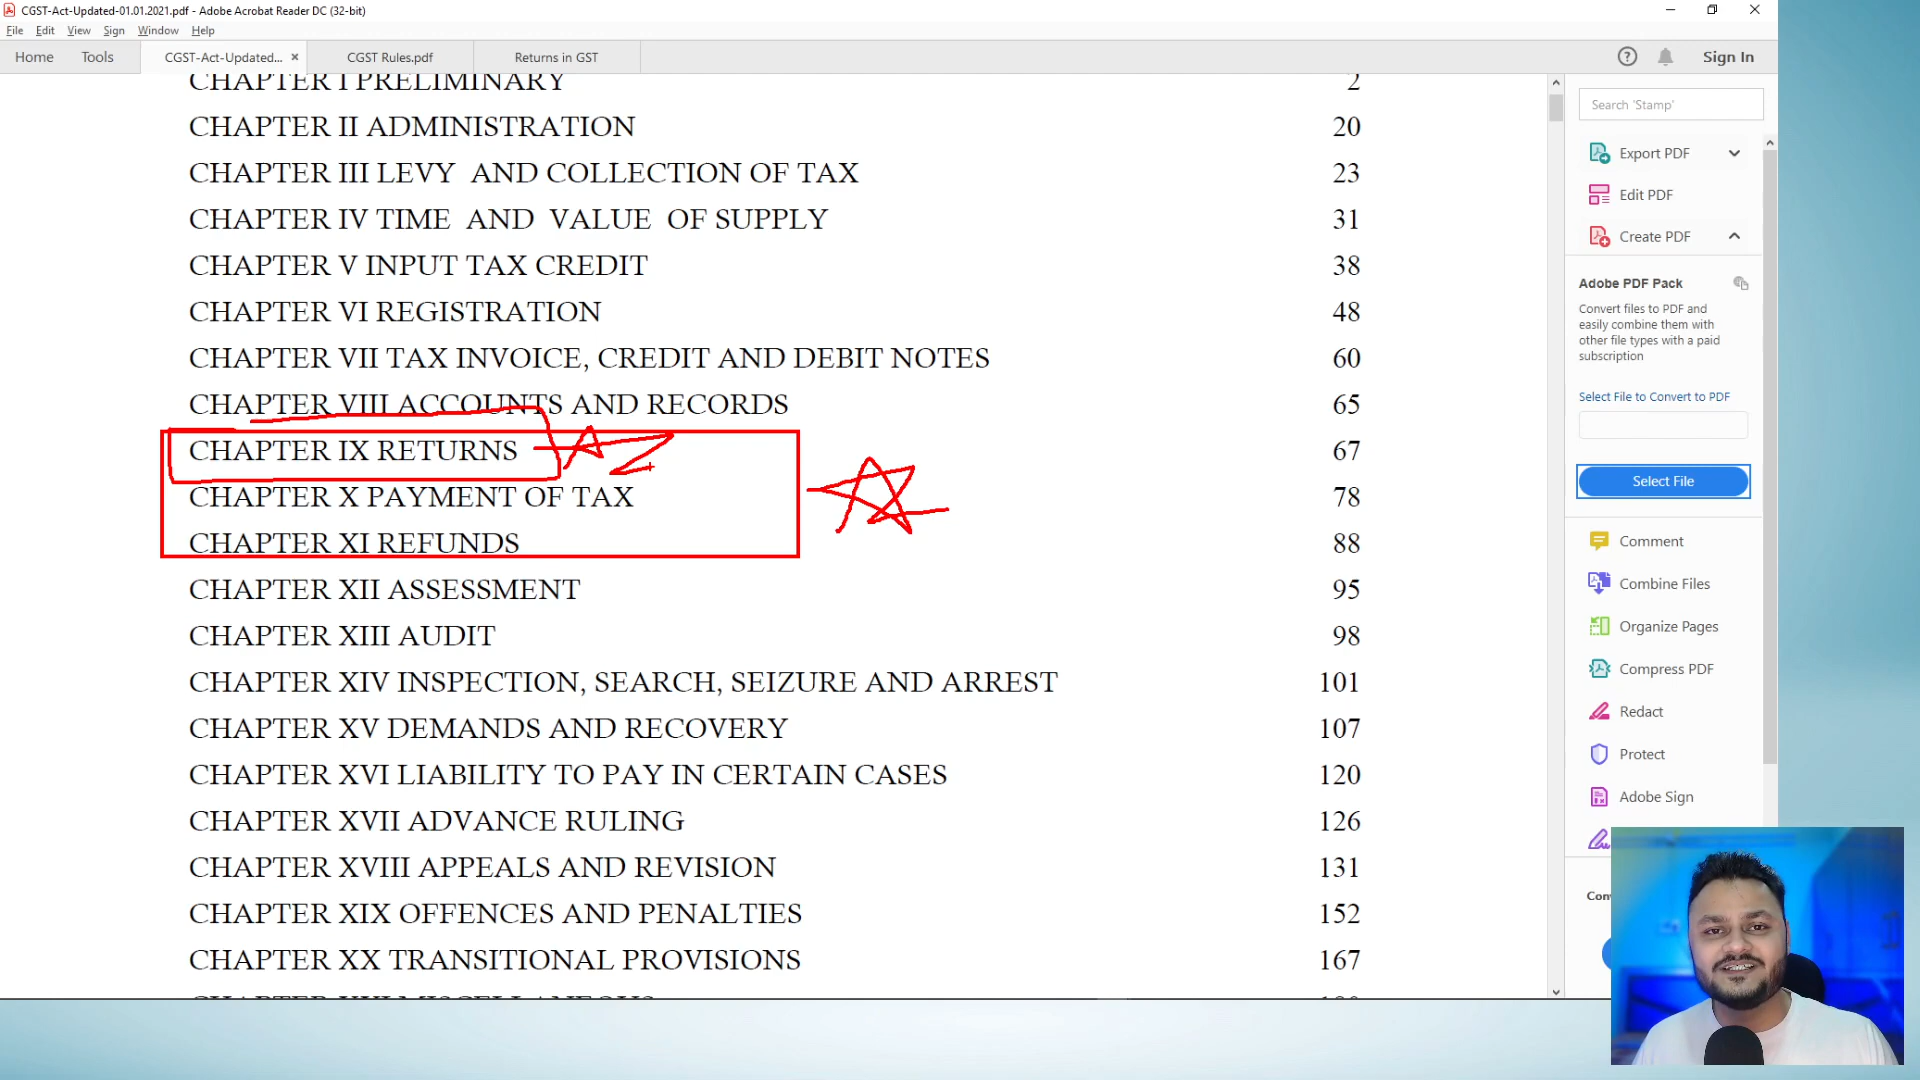 CGST-Act-Updated-01.01.2021.pdf - Adobe Acrobat Reader DC (32-bit)
File Edit View Sign Window Help
Home Tools CGST-Act-Updated... × CGST Rules.pdf Returns in GST Sign In
CHAPTER I PRELIMINARY 2
CHAPTER II ADMINISTRATION 20
CHAPTER III LEVY AND COLLECTION OF TAX 23
CHAPTER IV TIME AND VALUE OF SUPPLY 31
CHAPTER V INPUT TAX CREDIT 38
CHAPTER VI REGISTRATION 48
CHAPTER VII TAX INVOICE, CREDIT AND DEBIT NOTES 60
CHAPTER VIII ACCOUNTS AND RECORDS 65
CHAPTER IX RETURNS 67
CHAPTER X PAYMENT OF TAX 78
CHAPTER XI REFUNDS 88
CHAPTER XII ASSESSMENT 95
CHAPTER XIII AUDIT 98
CHAPTER XIV INSPECTION, SEARCH, SEIZURE AND ARREST 101
CHAPTER XV DEMANDS AND RECOVERY 107
CHAPTER XVI LIABILITY TO PAY IN CERTAIN CASES 120
CHAPTER XVII ADVANCE RULING 126
CHAPTER XVIII APPEALS AND REVISION 131
CHAPTER XIX OFFENCES AND PENALTIES 152
CHAPTER XX TRANSITIONAL PROVISIONS 167
A Z
Search 'Stamp'
Export PDF
Edit PDF
Create PDF
Adobe PDF Pack
Convert files to PDF and
easily combine them with
other file types with a paid
subscription
Select File to Convert to PDF
Select File
Comment
Combine Files
Organize Pages
Compress PDF
Redact
Protect
Adobe Sign